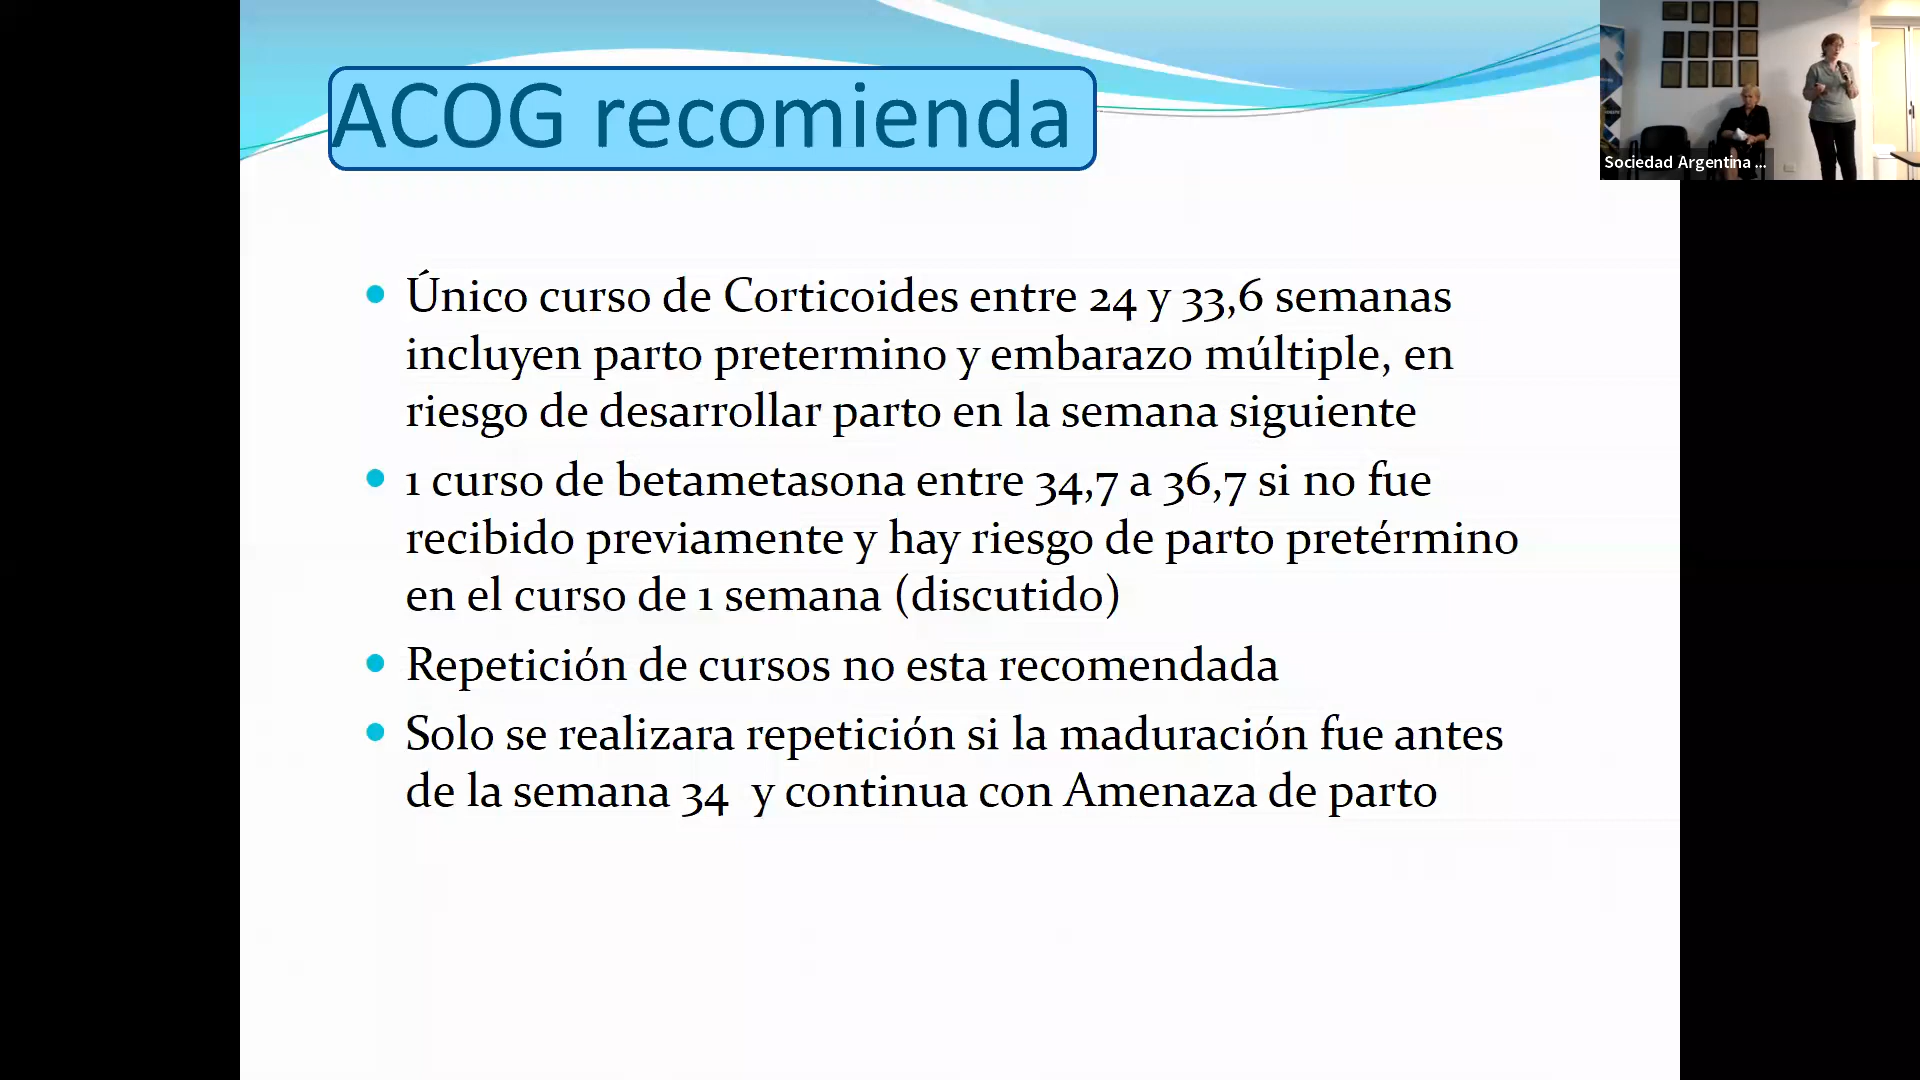 ACOG recomienda
Sociedad Argentina ...
Único curso de Corticoides entre 24 y 33,6 semanas
incluyen parto pretermino y embarazo múltiple, en
riesgo de desarrollar parto en la semana siguiente
1 curso de betametasona entre 34,7 a 36,7 si no fue
recibido previamente y hay riesgo de parto pretérmino
en el curso de 1 semana (discutido)
Repetición de cursos no esta recomendada
Solo se realizara repetición si la maduración fue antes
de la semana 34 y continua con Amenaza de parto